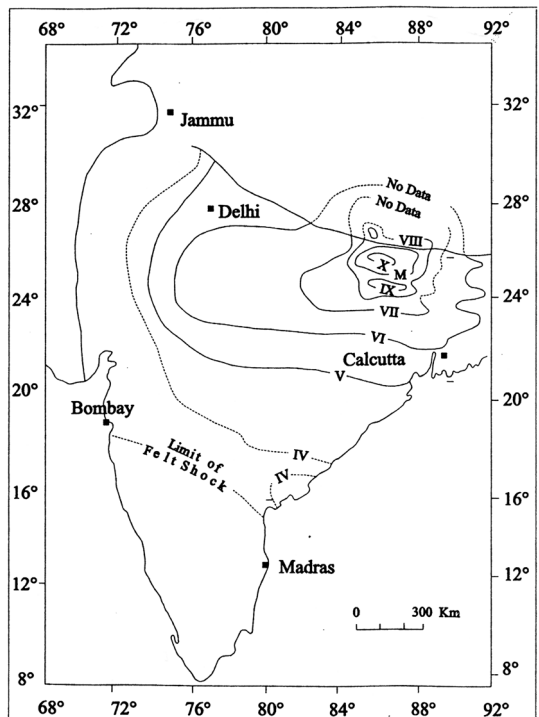 68° 72° 76° 80° 84° 88° 92°
32° 32°
Jammu
No Data
28° 28°
No Data
Delhi
VIII
X
M
IX
24° 24°
VII
VI
Calcutta
V
20° 20°
Bombay
Limit of
Felt Shock
IV
IV
16° 16°
Madras
12° 12°
0 300 Km
8° 8°
68° 72° 76° 80° 84° 88° 92°